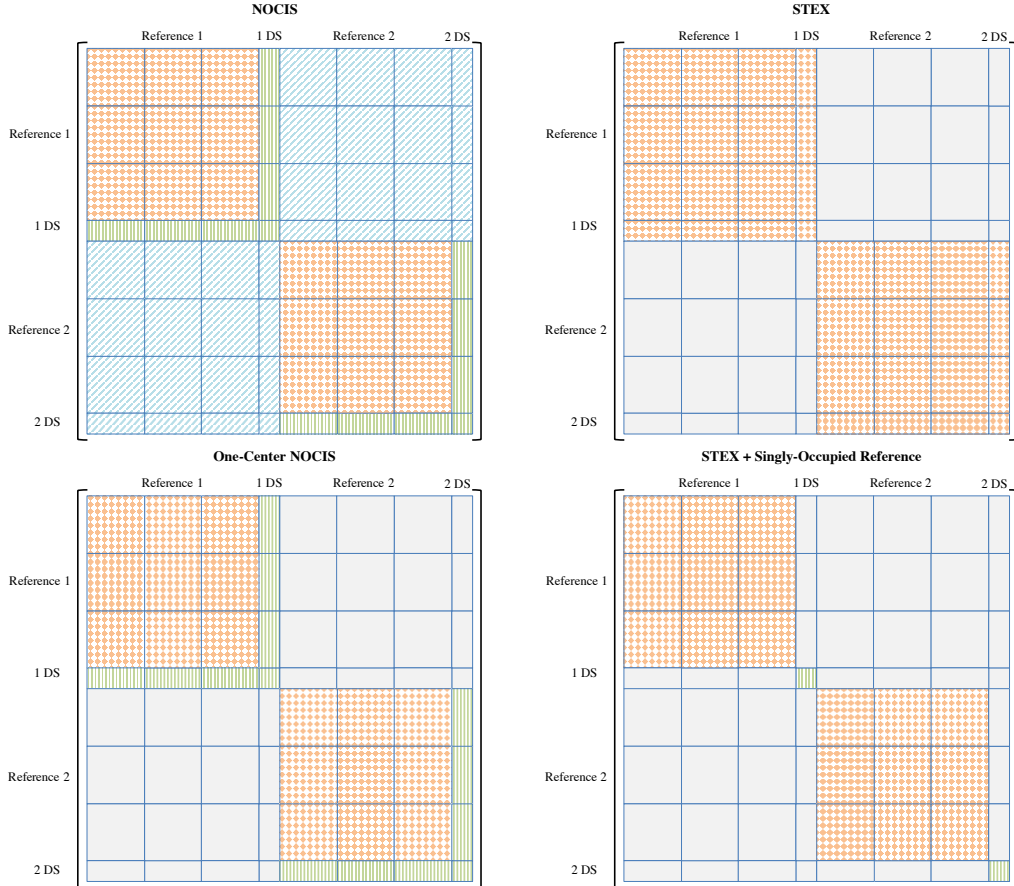 NOCIS
STEX
Reference 1 1 DS Reference 2 2 DS
Reference 1 1 DS Reference 2 2 DS
Reference 1
Reference 1
1 DS
1 DS
Reference 2
Reference 2
2 DS
2 DS
One-Center NOCIS
STEX + Singly-Occupied Reference
Reference 1 1 DS Reference 2 2 DS
Reference 1 1 DS Reference 2 2 DS
Reference 1
Reference 1
1 DS
1 DS
Reference 2
Reference 2
2 DS
2 DS